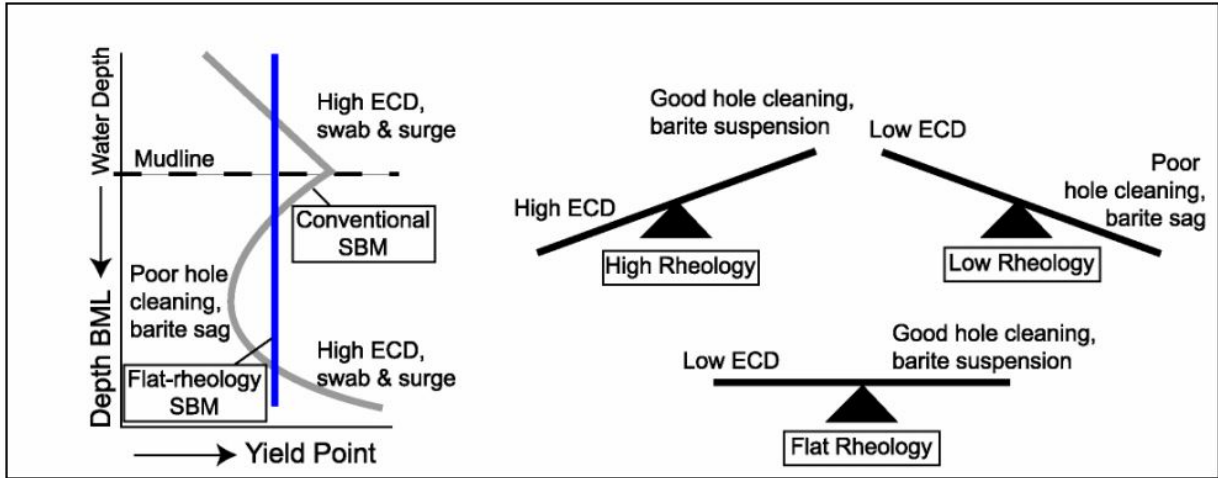 Water Depth
Depth BML
Mudline
High ECD,
swab & surge
Conventional
SBM
Poor hole
cleaning,
barite sag
High ECD,
swab & surge
Flat-rheology
SBM
Yield Point
Good hole cleaning,
barite suspension
High ECD
High Rheology
Low ECD
Poor
hole cleaning,
barite sag
Low Rheology
Low ECD
Good hole cleaning,
barite suspension
Flat Rheology